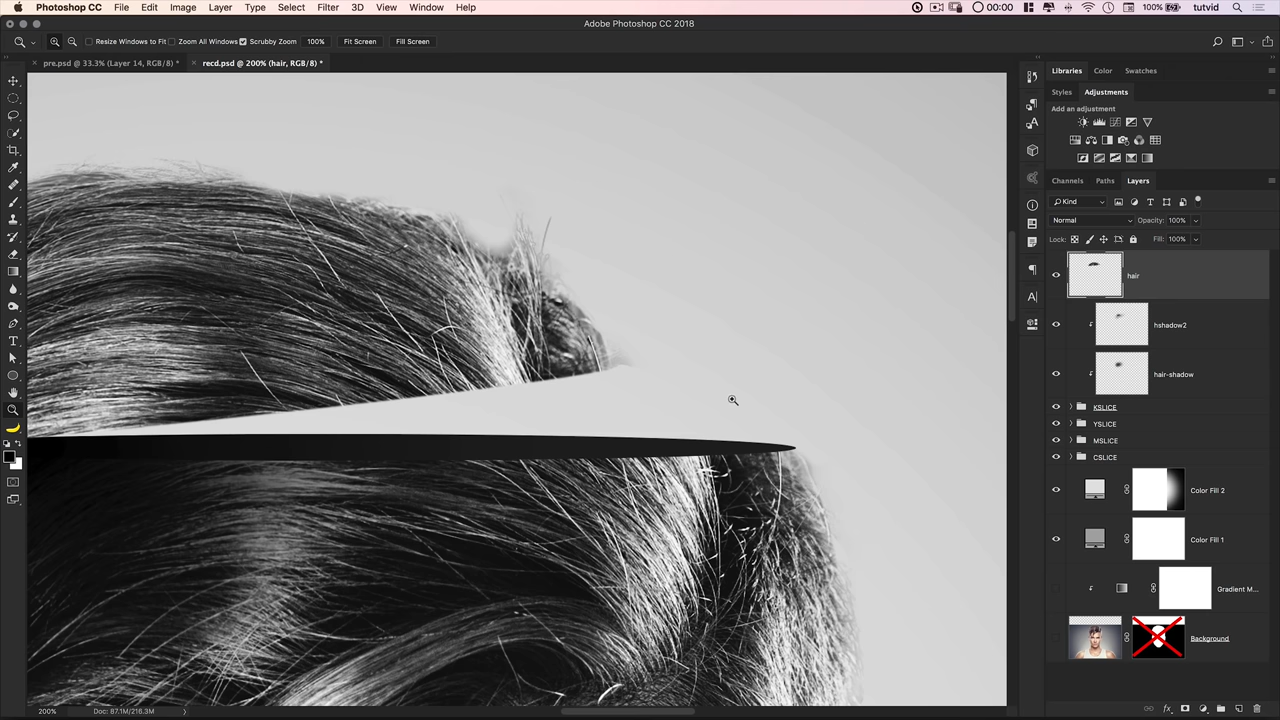 Photoshop CC File Edit Image Layer Type Select Filter 3D View Window Help 00:00 100% tutvid
Adobe Photoshop CC 2018
Resize Windows to Fit Zoom All Windows Scrubby Zoom 100% Fit Screen Fill Screen
pre.psd @ 33.3% (Layer 14, RGB/8) * recd.psd @ 200% (hair, RGB/8) *
Libraries Color Swatches
Styles Adjustments
Add an adjustment
Channels Paths Layers
Kind
Normal Opacity: 100%
Lock: Fill: 100%
hair
hshadow2
hair-shadow
KSLICE
YSLICE
MSLICE
CSLICE
Color Fill 2
Color Fill 1
Gradient M...
Background
200% Doc: 87.1M/216.3M